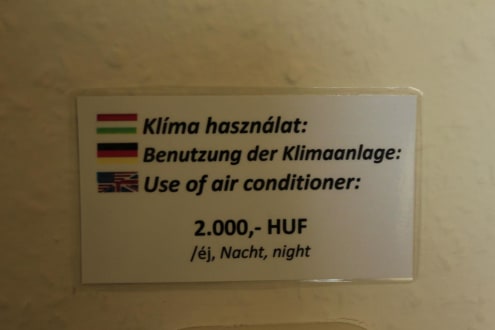 Klíma használat:
Benutzung der Klimaanlage:
Use of air conditioner:
2.000,- HUF
/éj, Nacht, night